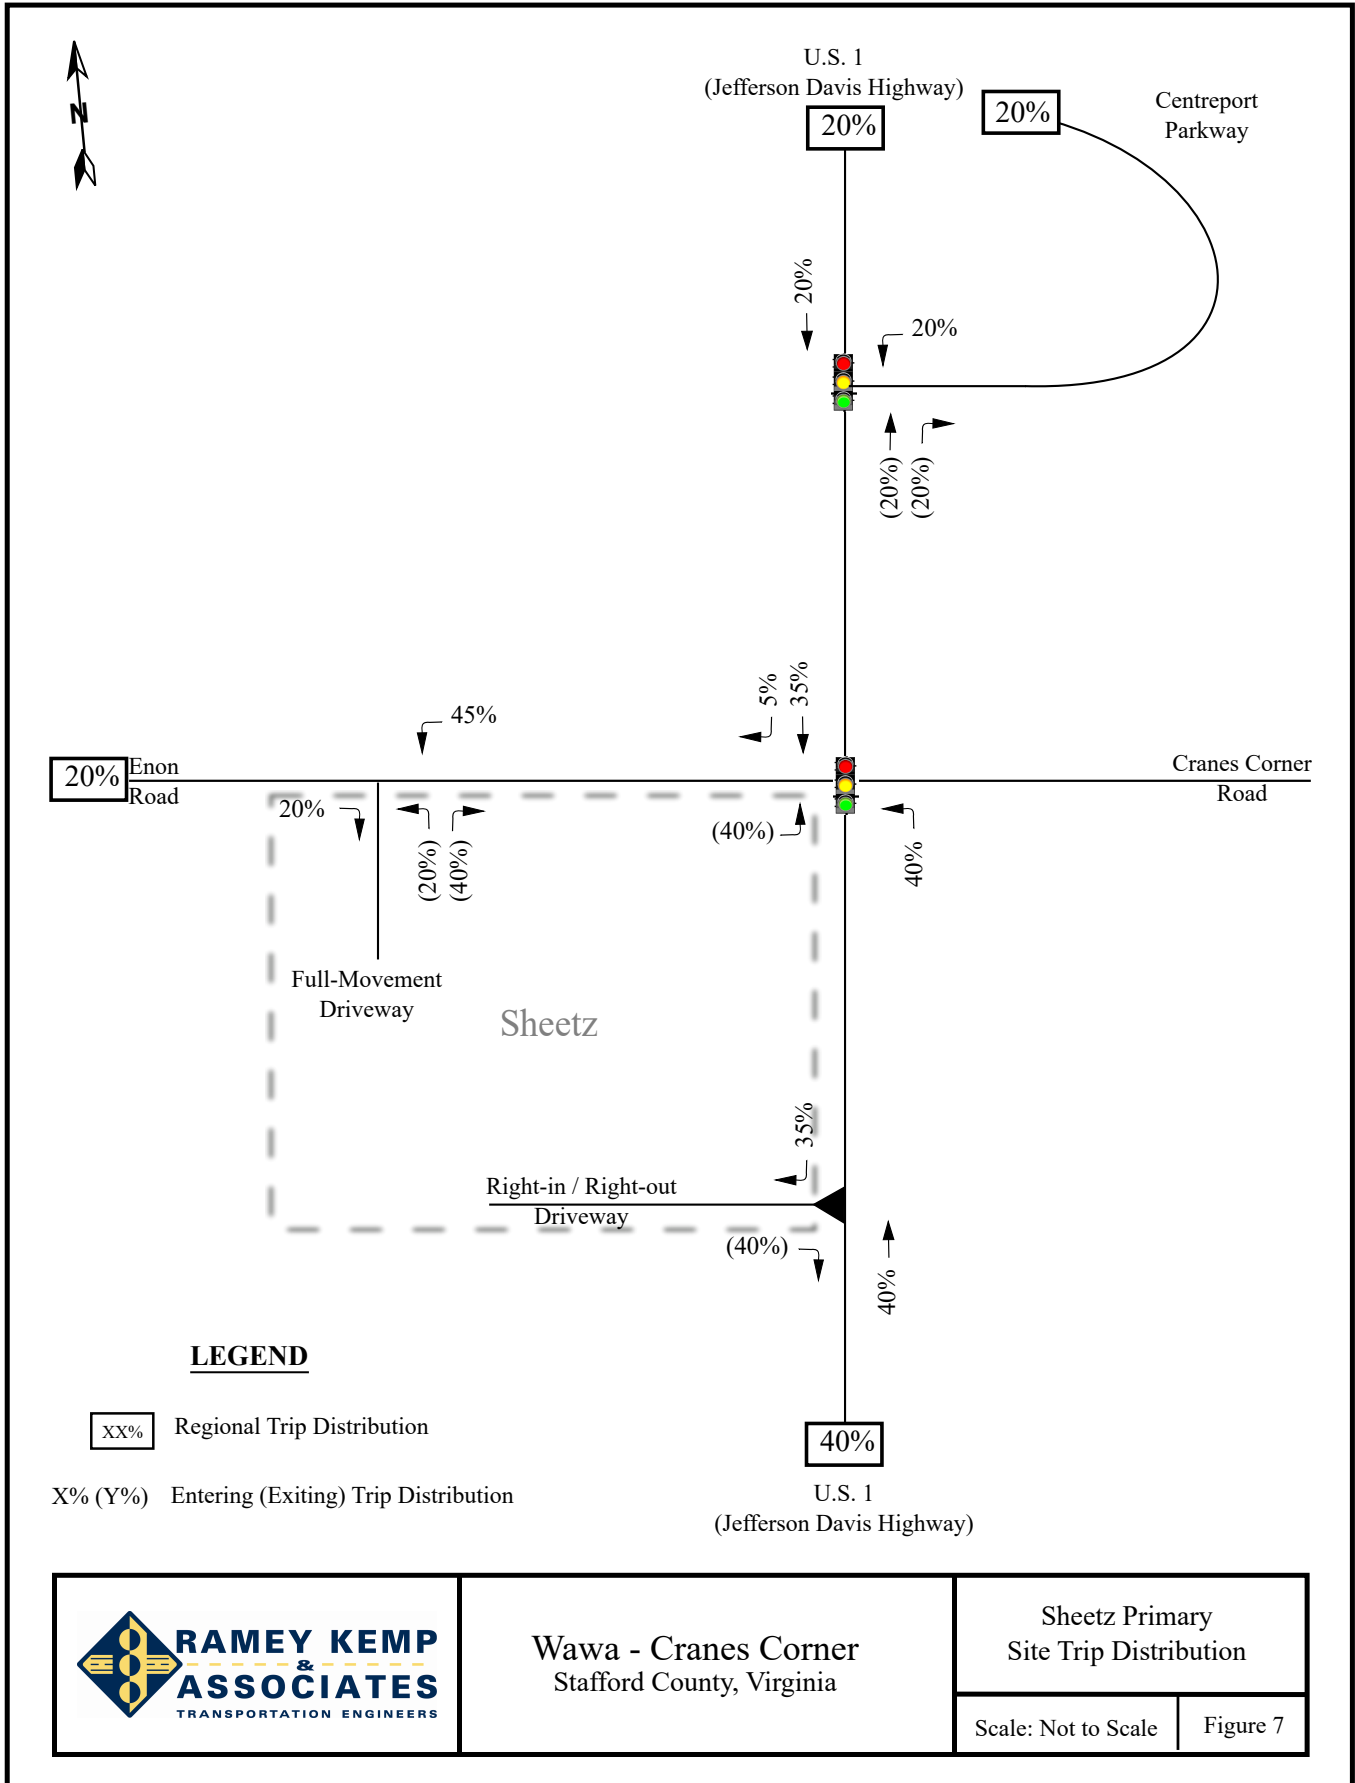 N
U.S. 1
(Jefferson Davis Highway)
20%
20%
Centreport
Parkway
20%
20%
(20%)
(20%)
5%
35%
45%
20%
Enon
Road
Cranes Corner
Road
20%
(20%)
(40%)
(40%)
40%
Full-Movement
Driveway
Sheetz
35%
Right-in / Right-out
Driveway
(40%)
40%
LEGEND
XX% Regional Trip Distribution
X% (Y%) Entering (Exiting) Trip Distribution
40%
U.S. 1
(Jefferson Davis Highway)
RAMEY KEMP
&
ASSOCIATES
TRANSPORTATION ENGINEERS
Wawa - Cranes Corner
Stafford County, Virginia
Sheetz Primary
Site Trip Distribution
Scale: Not to Scale
Figure 7